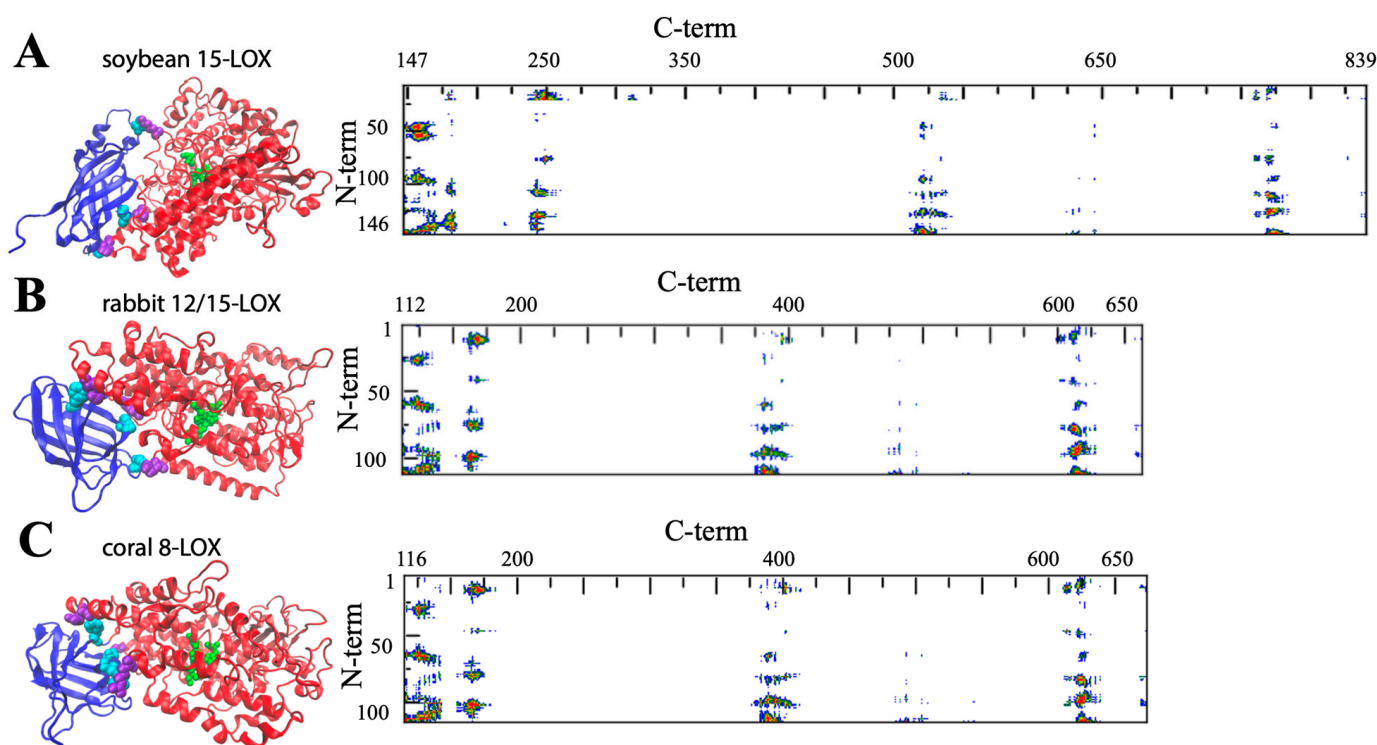 A
soybean 15-LOX
C-term
147 250 350 500 650 839
N-term
50
100
146
B
rabbit 12/15-LOX
C-term
112 200 400 600 650
N-term
1
50
100
C
coral 8-LOX
C-term
116 200 400 600 650
N-term
1
50
100